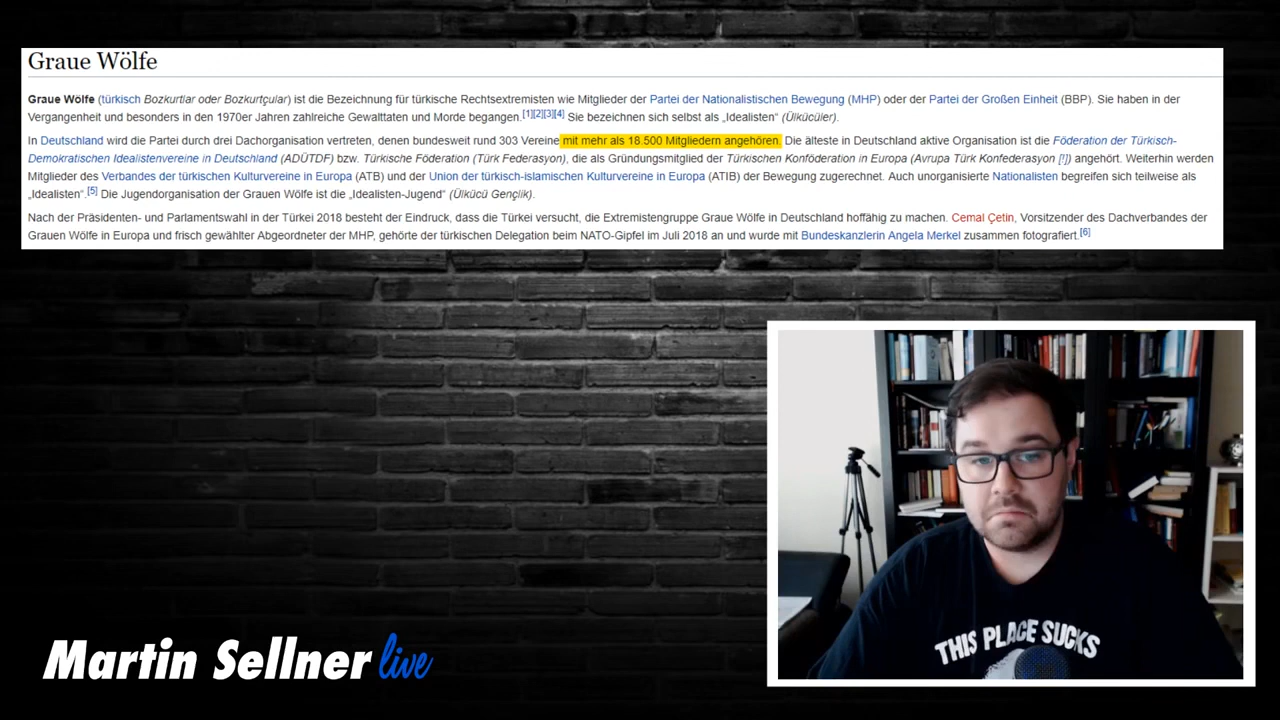 Graue Wölfe
Graue Wölfe (türkisch Bozkurtlar oder Bozkurtçular) ist die Bezeichnung für türkische Rechtsextremisten wie Mitglieder der Partei der Nationalistischen Bewegung (MHP) oder der Partei der Großen Einheit (BBP). Sie haben in der
Vergangenheit und besonders in den 1970er Jahren zahlreiche Gewalttaten und Morde begangen.[1][2][3][4] Sie bezeichnen sich selbst als „Idealisten“ (Ülkücüler).
In Deutschland wird die Partei durch drei Dachorganisation vertreten, denen bundesweit rund 303 Vereine mit mehr als 18.500 Mitgliedern angehören. Die älteste in Deutschland aktive Organisation ist die Föderation der Türkisch-
Demokratischen Idealistenvereine in Deutschland (ADÜTDF) bzw. Türkische Föderation (Türk Federasyon), die als Gründungsmitglied der Türkischen Konföderation in Europa (Avrupa Türk Konfederasyon [?]) angehört. Weiterhin werden
Mitglieder des Verbandes der türkischen Kulturvereine in Europa (ATB) und der Union der türkisch-islamischen Kulturvereine in Europa (ATIB) der Bewegung zugerechnet. Auch unorganisierte Nationalisten begreifen sich teilweise als
„Idealisten“.[5] Die Jugendorganisation der Grauen Wölfe ist die „Idealisten-Jugend“ (Ülkücü Gençlik).
Nach der Präsidenten- und Parlamentswahl in der Türkei 2018 besteht der Eindruck, dass die Türkei versucht, die Extremistengruppe Graue Wölfe in Deutschland hoffähig zu machen. Cemal Çetin, Vorsitzender des Dachverbandes der
Grauen Wölfe in Europa und frisch gewählter Abgeordneter der MHP, gehörte der türkischen Delegation beim NATO-Gipfel im Juli 2018 an und wurde mit Bundeskanzlerin Angela Merkel zusammen fotografiert.[6]
THIS PLACE SUCKS
Martin Sellner live